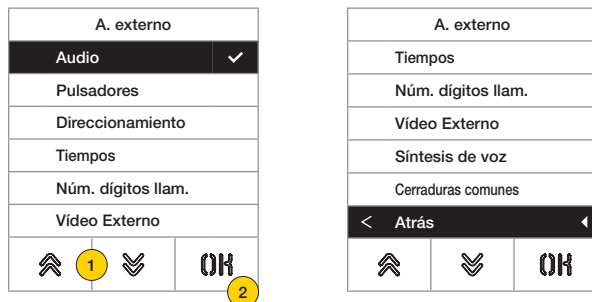 A. externo
Audio
Pulsadores
Direccionamiento
Tiempos
Núm. dígitos llam.
Vídeo Externo
1
OK
2
A. externo
Tiempos
Núm. dígitos llam.
Vídeo Externo
Síntesis de voz
Cerraduras comunes
< Atrás
OK